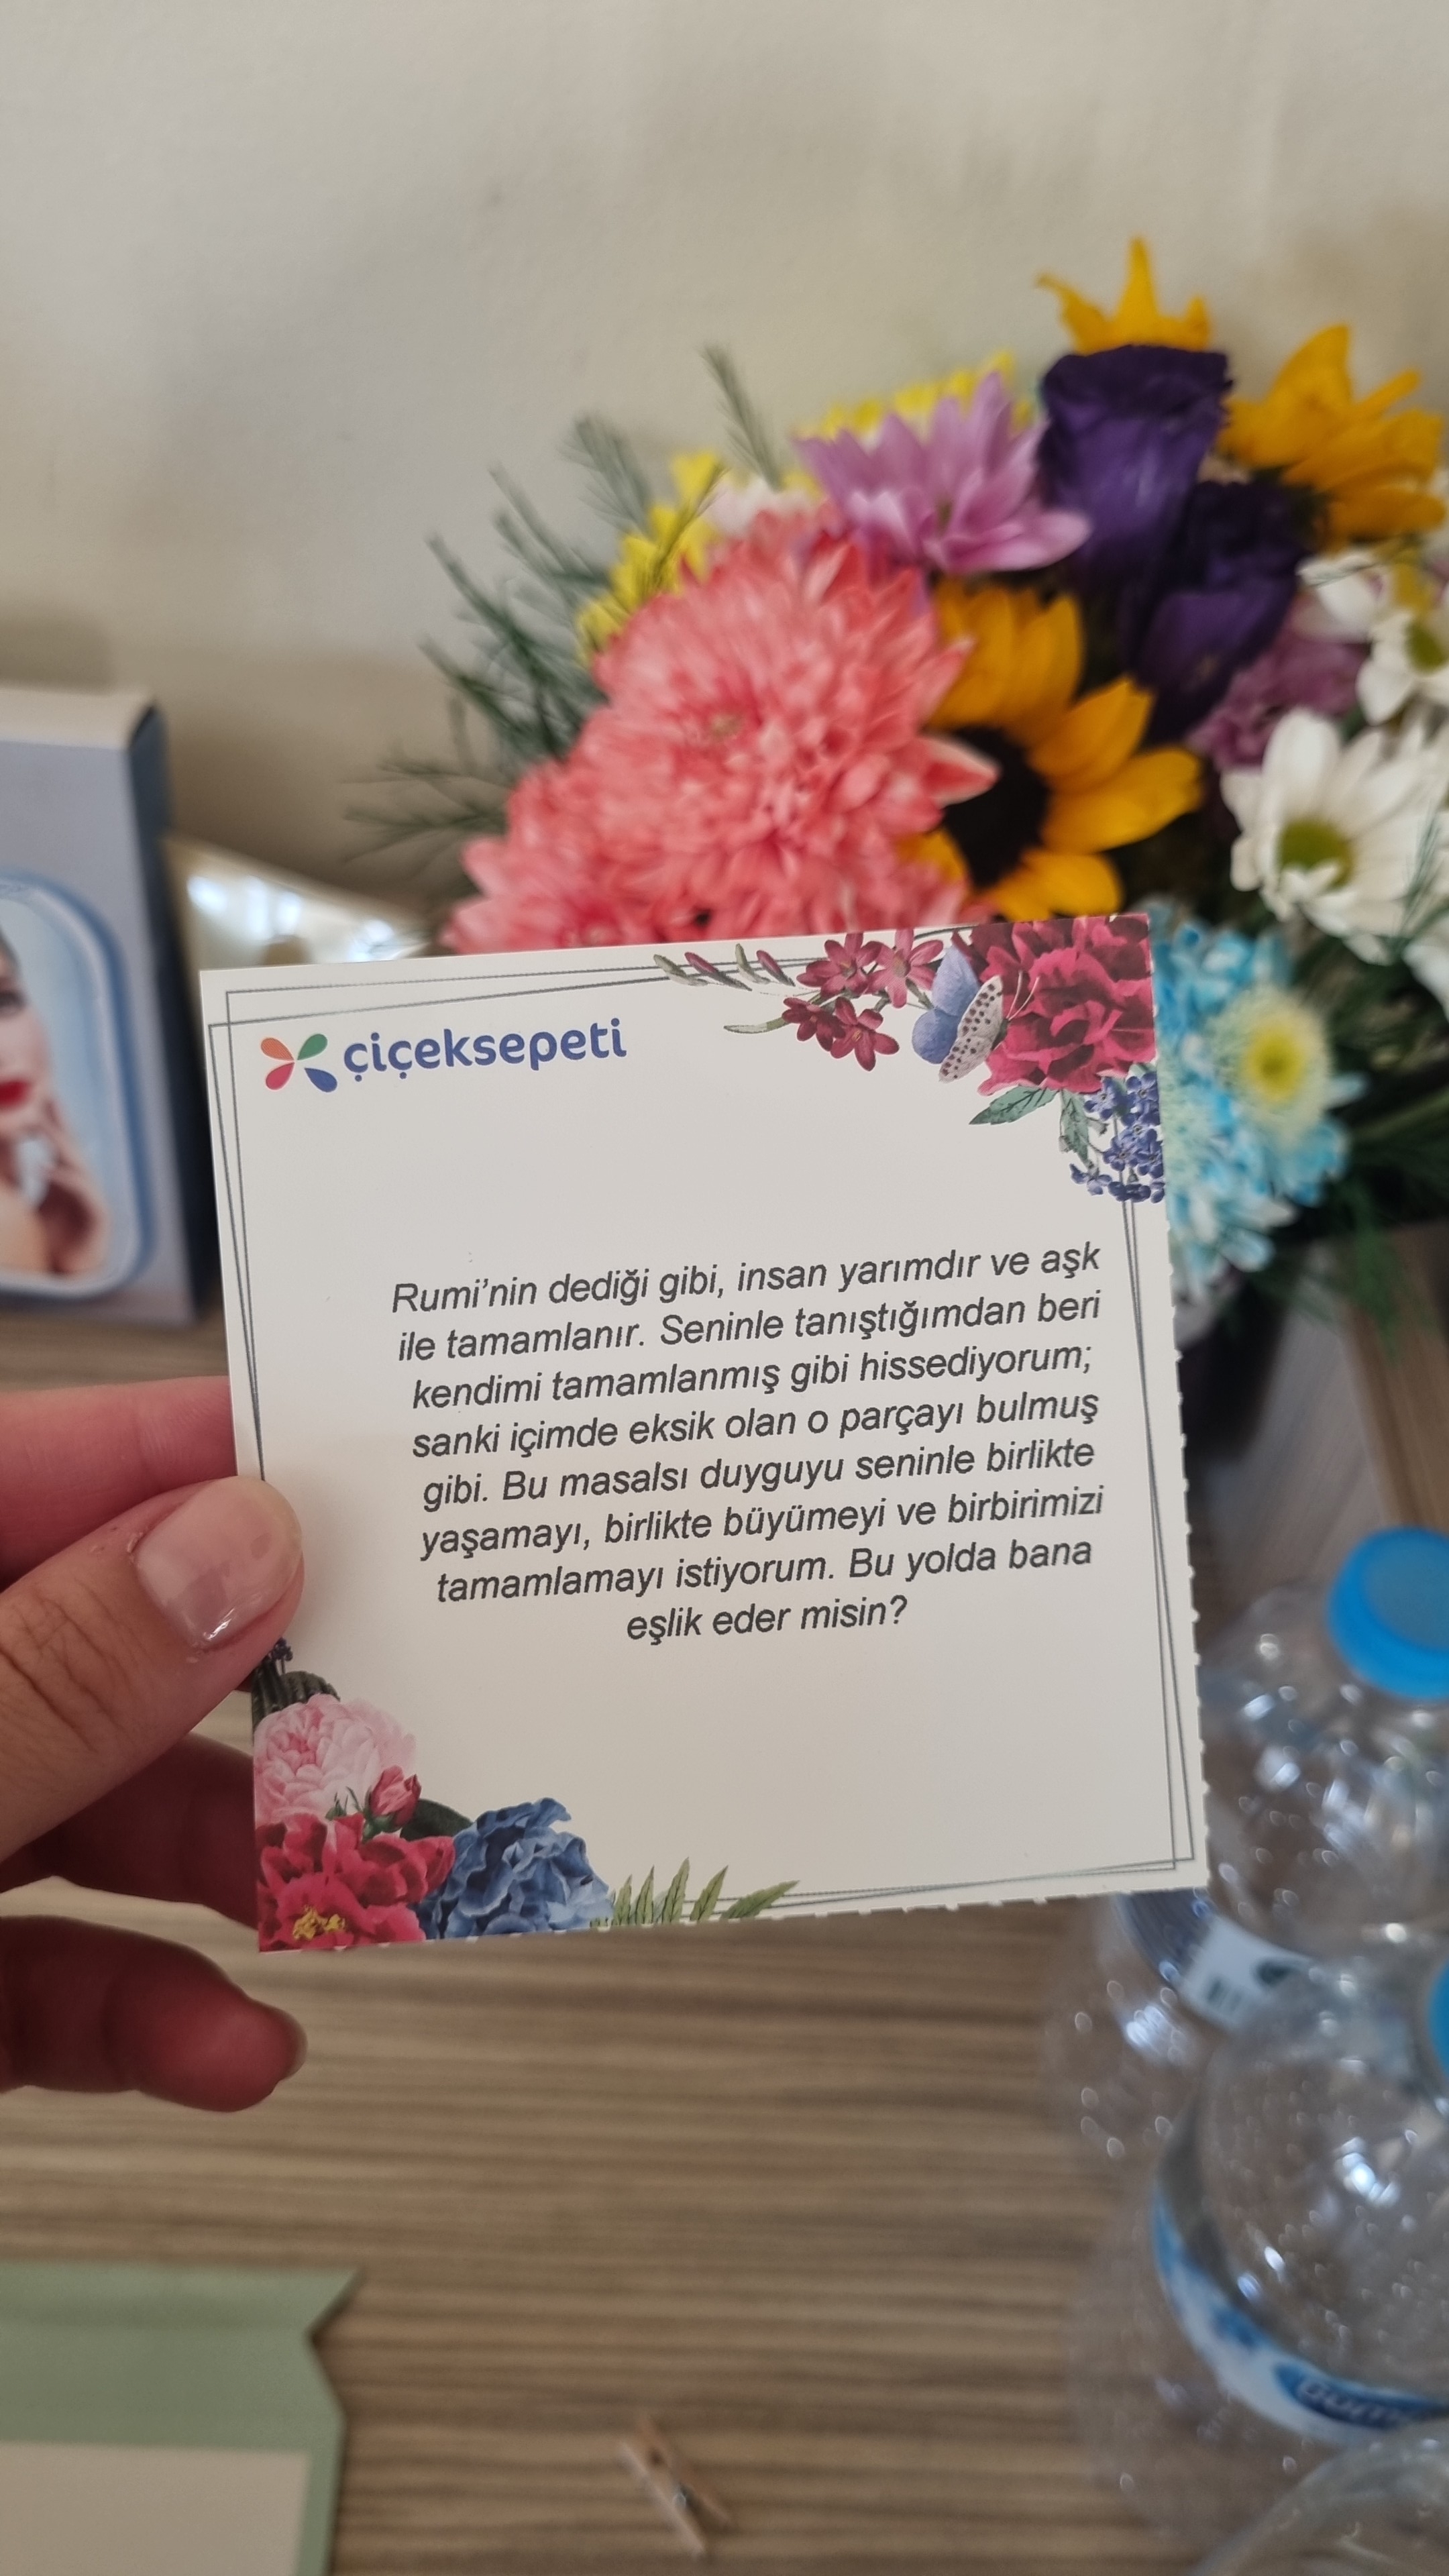 çiçeksepeti
Rumi'nin dediği gibi, insan yarımdır ve aşk
ile tamamlanır. Seninle tanıştığımdan beri
kendimi tamamlanmış gibi hissediyorum;
sanki içimde eksik olan o parçayı bulmuş
gibi. Bu masalsı duyguyu seninle birlikte
yaşamayı, birlikte büyümeyi ve birbirimizi
tamamlamayı istiyorum. Bu yolda bana
eşlik eder misin?